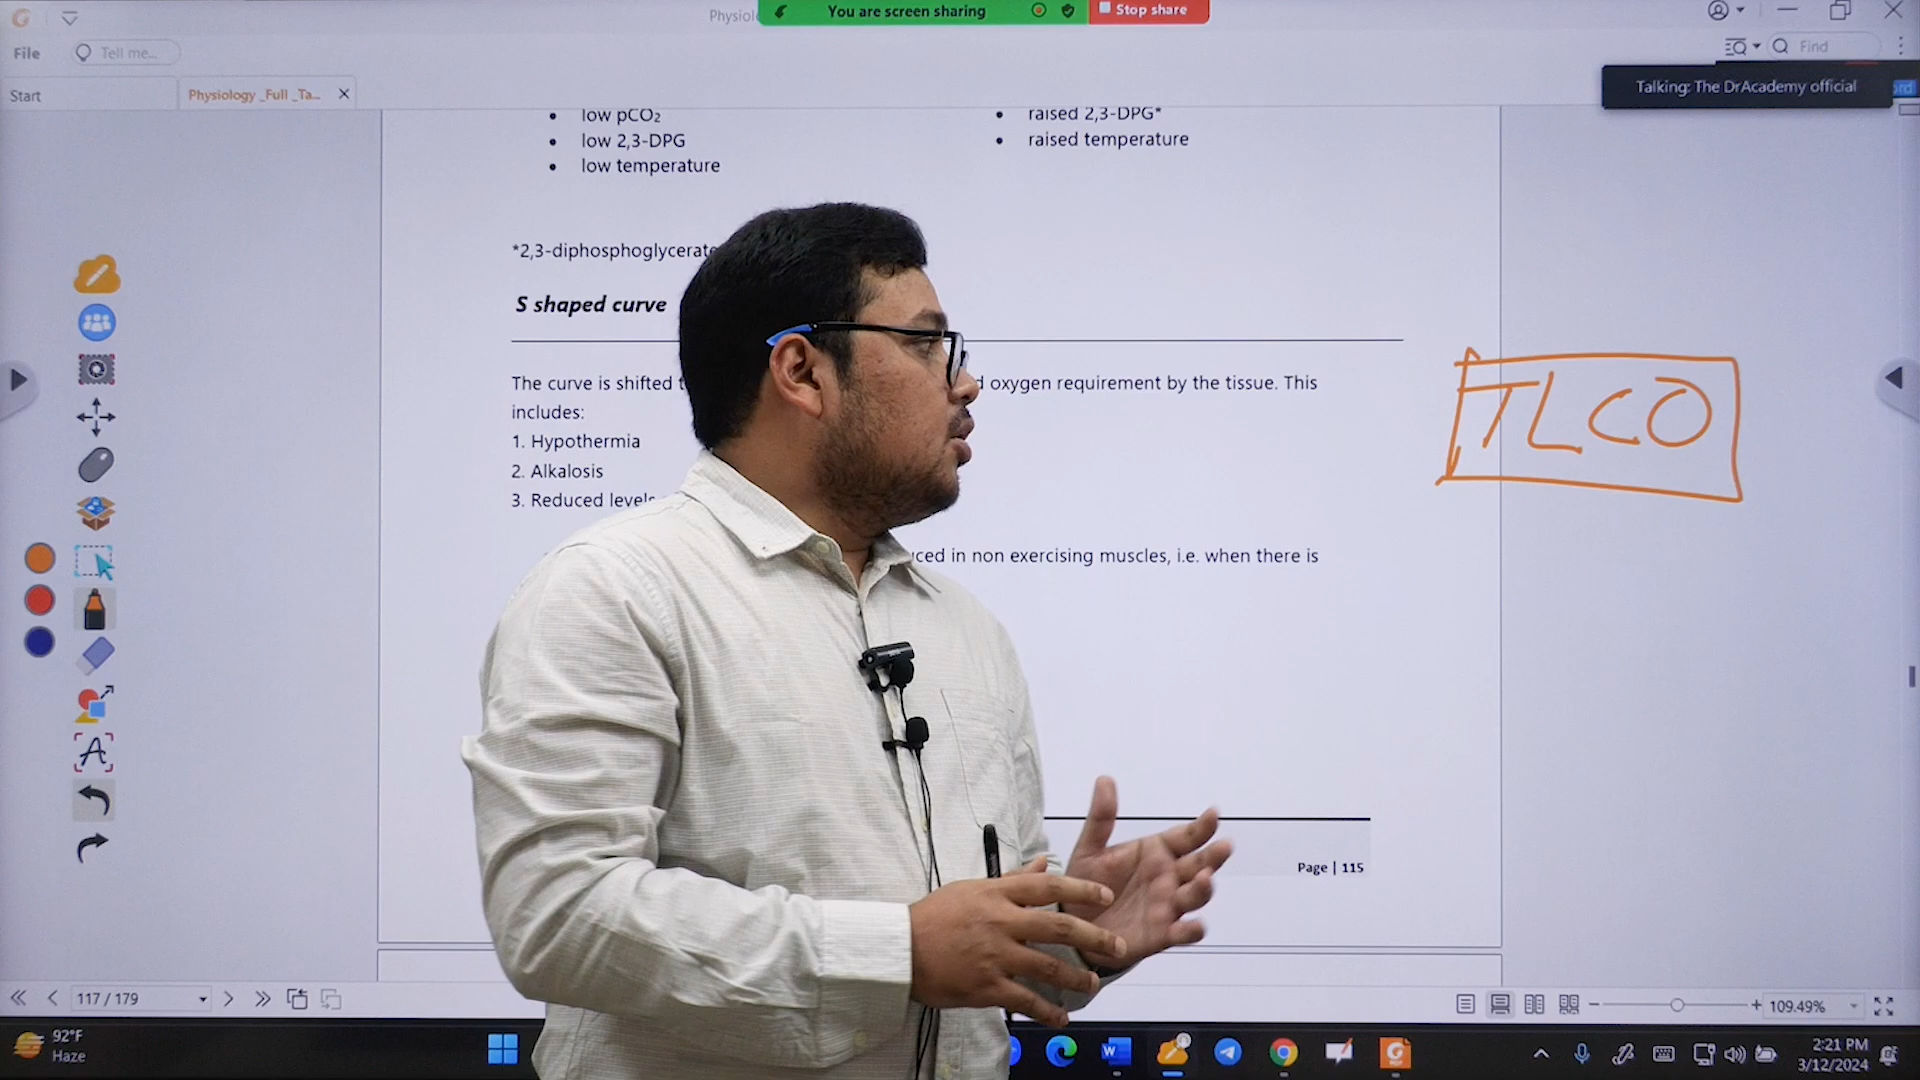 Physiol
You are screen sharing
Stop share
File
Tell me...
Find
Start
Physiology _Full _Ta...
Talking: The DrAcademy official
low pCO₂
low 2,3-DPG
low temperature
raised 2,3-DPG*
raised temperature
*2,3-diphosphoglycerate
S shaped curve
The curve is shifted oxygen requirement by the tissue. This
includes:
1. Hypothermia
2. Alkalosis
3. Reduced levels
in non exercising muscles, i.e. when there is
TLCO
Page | 115
117 / 179
109.49%
92°F
Haze
2:21 PM
3/12/2024